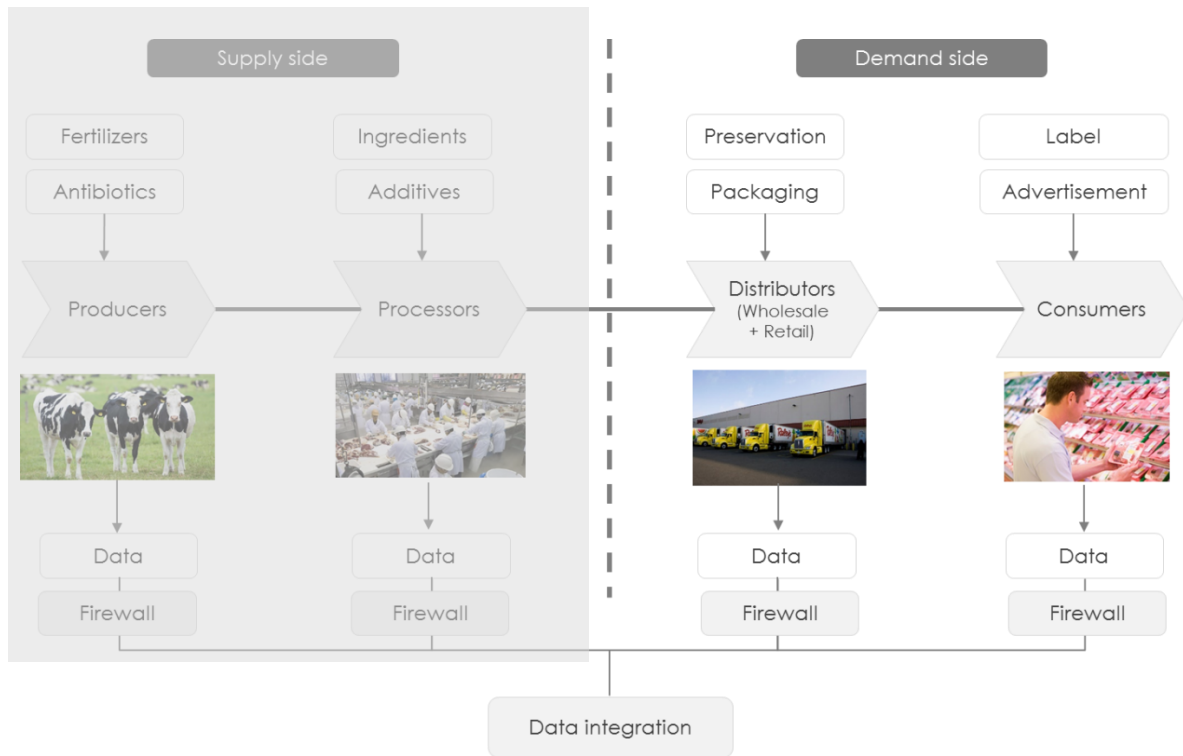 Supply side
Demand side
Fertilizers
Ingredients
Preservation
Label
Antibiotics
Additives
Packaging
Advertisement
Producers
Processors
Distributors
(Wholesale
+ Retail)
Consumers
Data
Data
Data
Data
Firewall
Firewall
Firewall
Firewall
Data integration